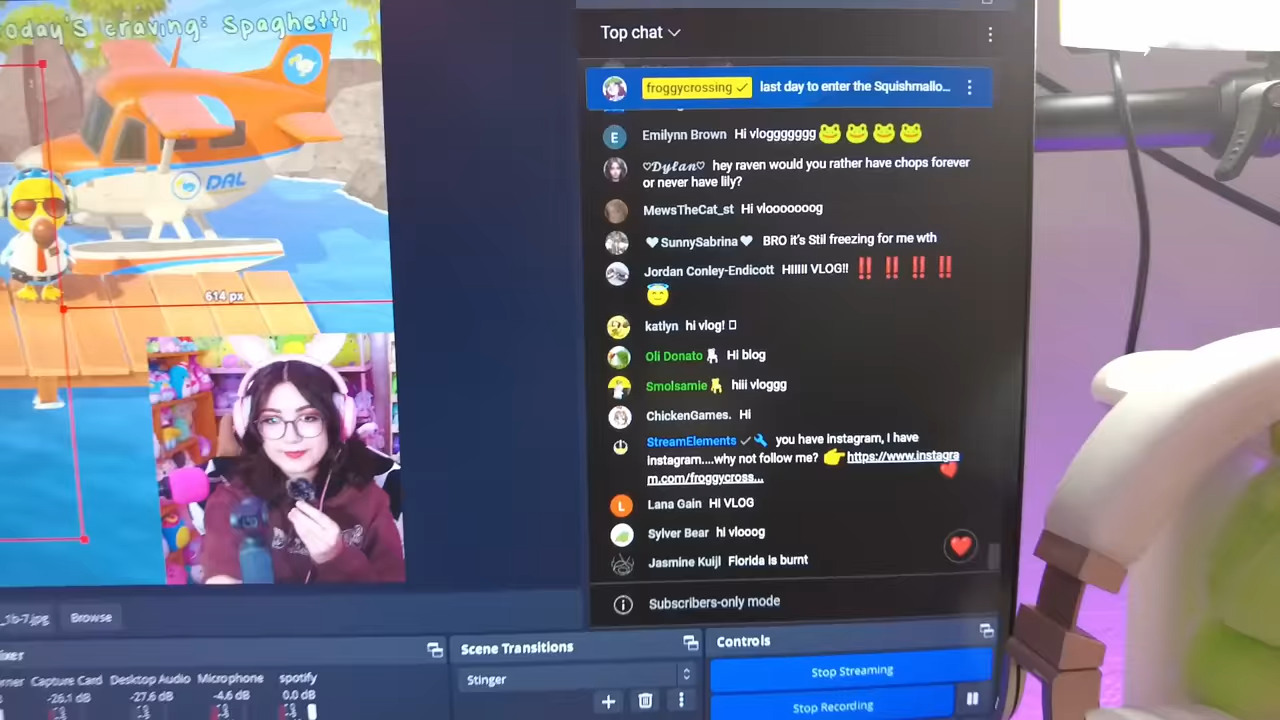 oday's craving: Spaghetti
DAL
614 px
Top chat
froggycrossing last day to enter the Squishmallo...
E Emilynn Brown Hi vloggggggg
♡Dylan♡ hey raven would you rather have chops forever
or never have lily?
MewsTheCat_st Hi vlooooooog
SunnySabrina BRO it's Stil freezing for me wth
Jordan Conley-Endicott HIIIII VLOG!! ‼️ ‼️ ‼️ ‼️
katlyn hi vlog!
Oli Donato Hi blog
Smolsamie hiii vloggg
ChickenGames. Hi
StreamElements you have instagram, I have
instagram....why not follow me? 👉 https://www.instagra
m.com/froggycross...
L Lana Gain HI VLOG
Sylver Bear hi vlooog
Jasmine Kuijl Florida is burnt
Subscribers-only mode
_1b-7.jpg Browse
ixer
Scene Transitions
Controls
Capture Card Desktop Audio Microphone spotify
-26.1 dB -27.6 dB -4.6 dB 0.0 dB
Stinger
Stop Streaming
Stop Recording